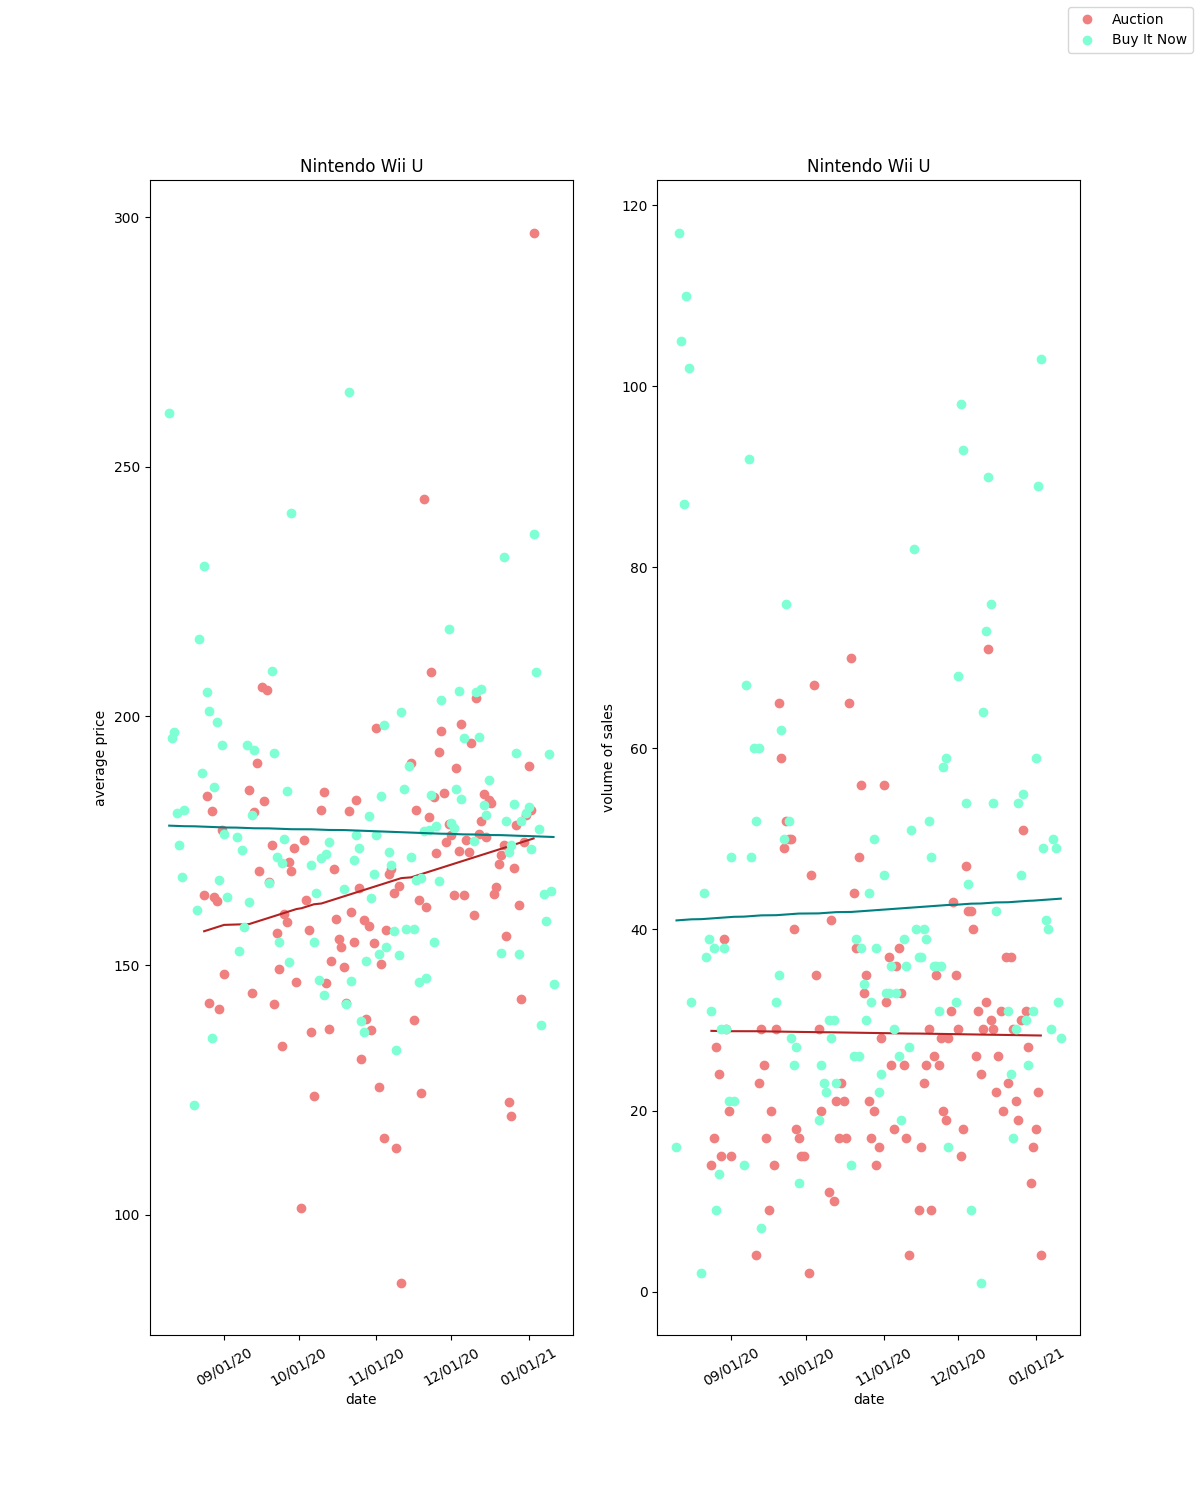 Auction
Buy It Now
Nintendo Wii U
Nintendo Wii U
300
250
200
150
100
average price
09/01/20
10/01/20
11/01/20
12/01/20
01/01/21
date
120
100
80
60
40
20
0
volume of sales
09/01/20
10/01/20
11/01/20
12/01/20
01/01/21
date